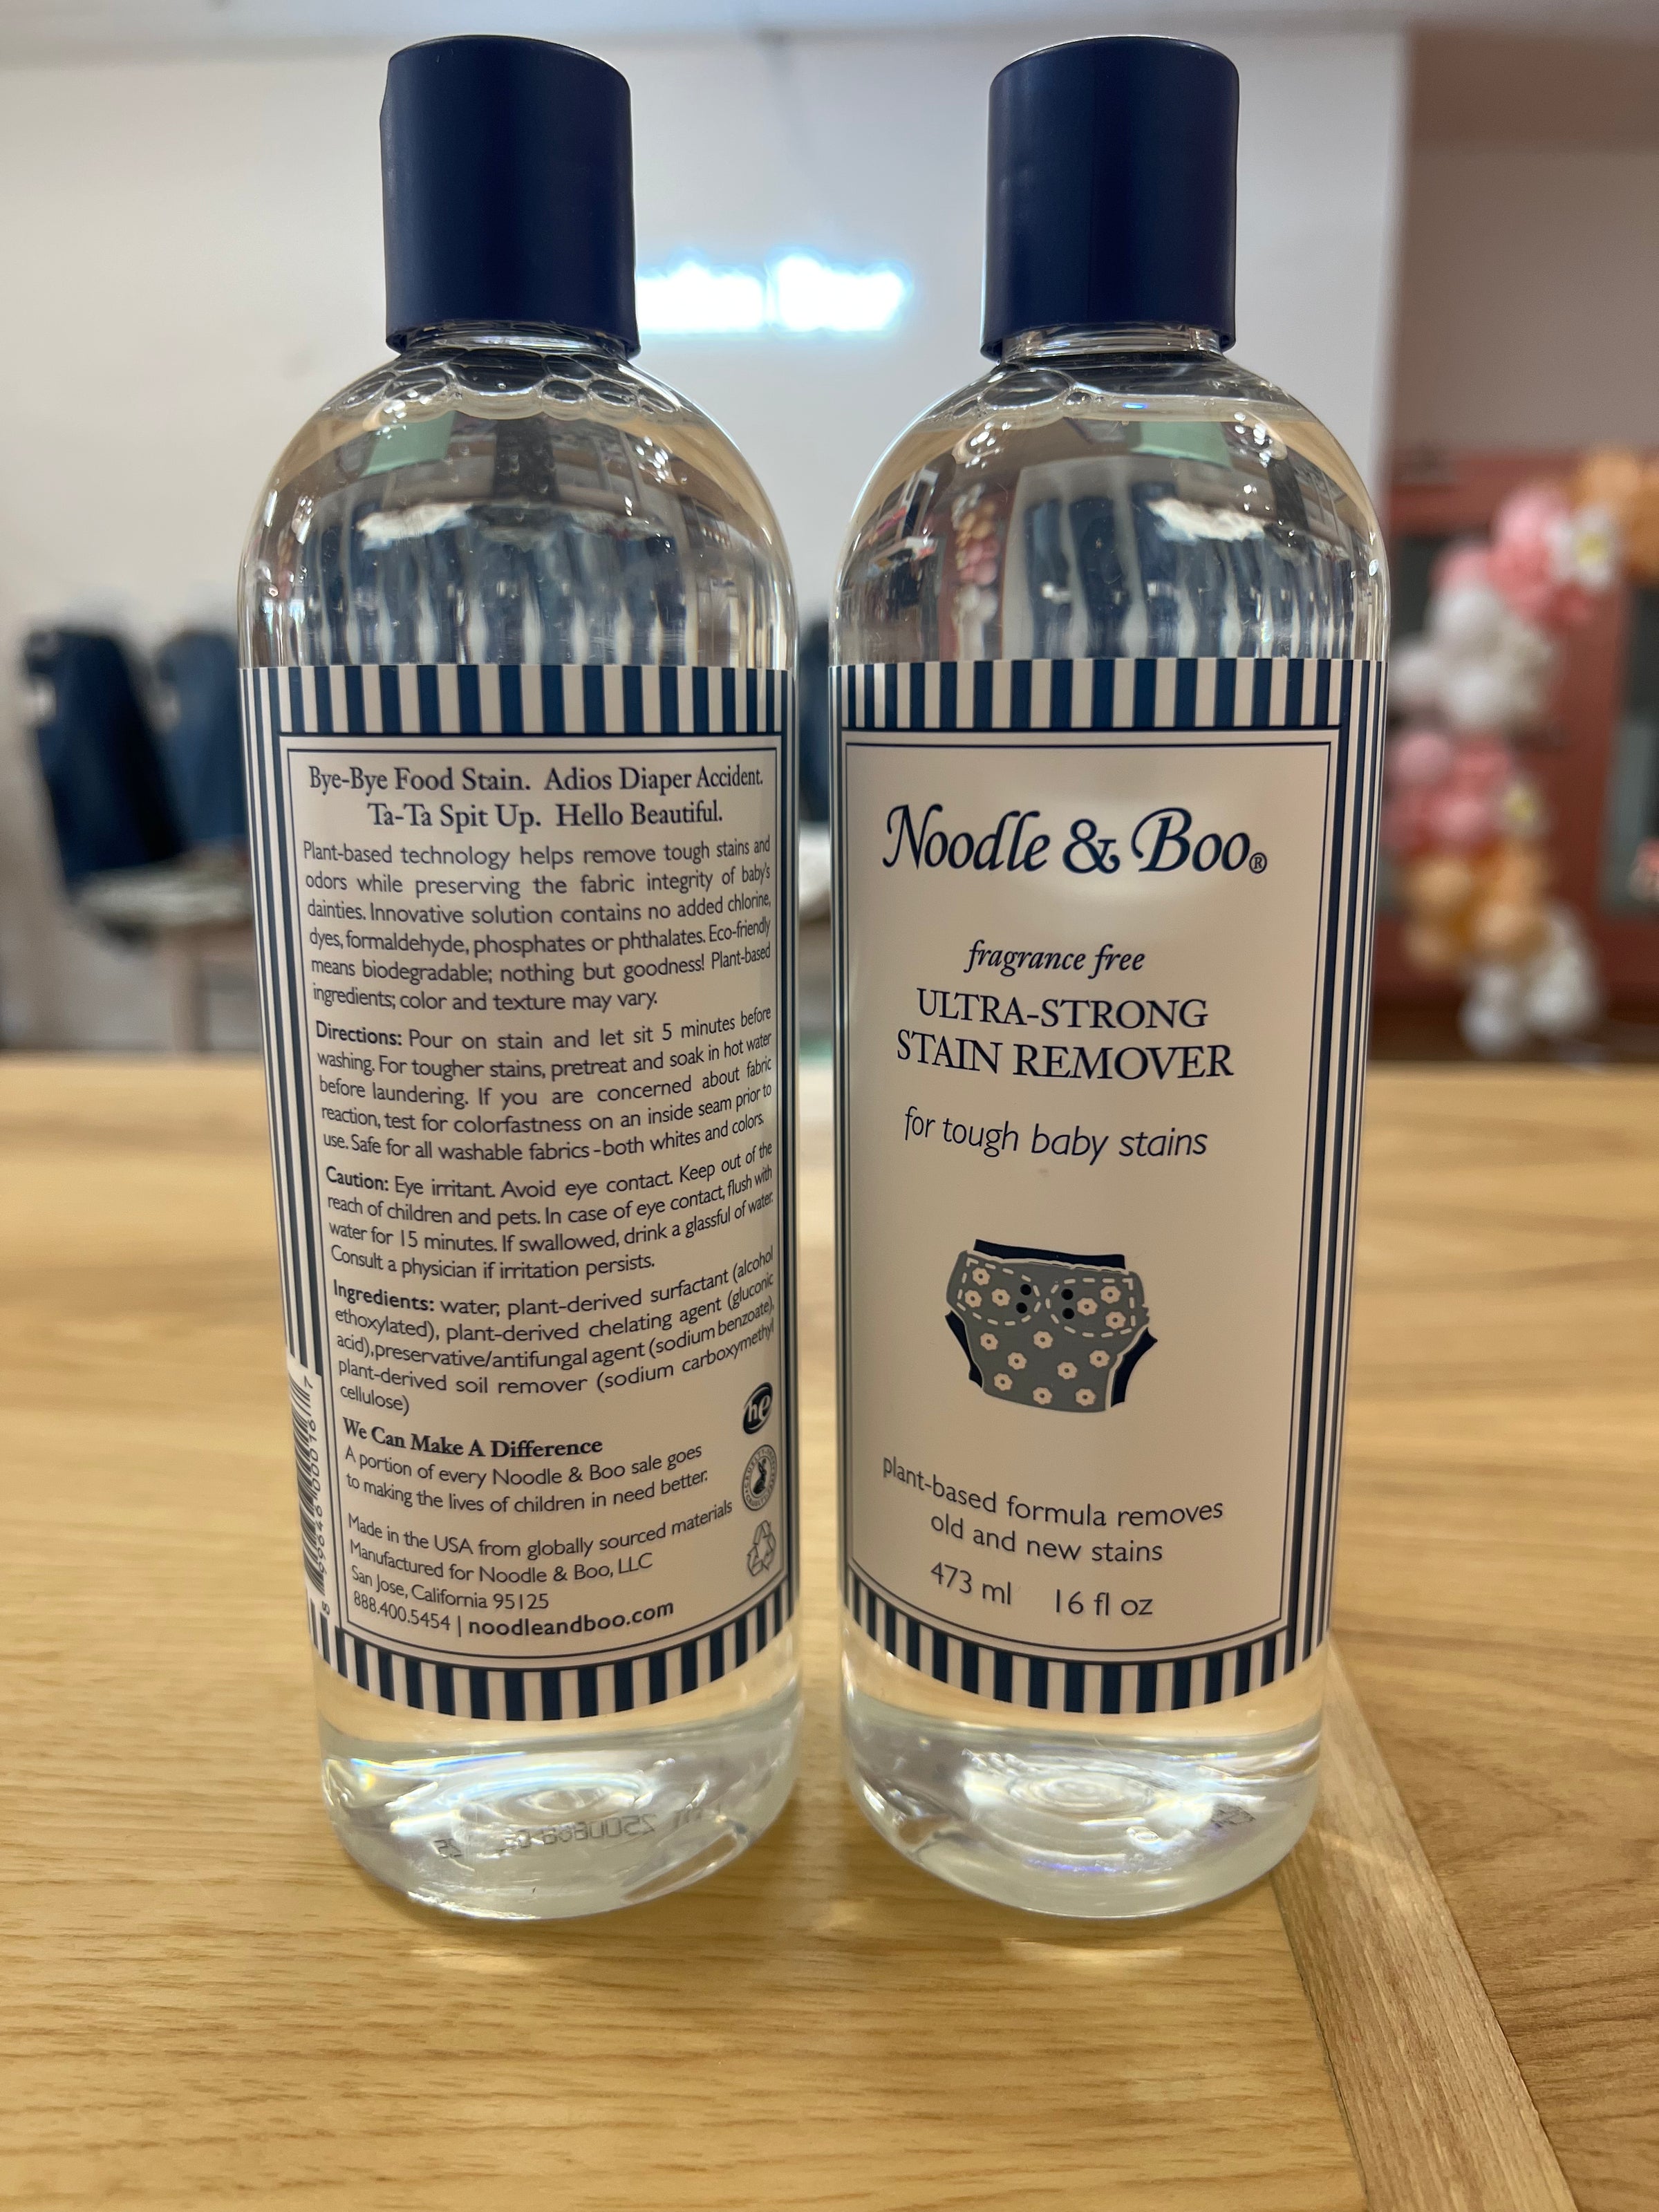 Bye-Bye Food Stain. Adios Diaper Accident.
Ta-Ta Spit Up. Hello Beautiful.
Plant-based technology helps remove tough stains and
odors while preserving the fabric integrity of baby's
dainties. Innovative solution contains no added chlorine,
dyes, formaldehyde, phosphates or phthalates. Eco-friendly
means biodegradable; nothing but goodness! Plant-based
ingredients; color and texture may vary.
Directions: Pour on stain and let sit 5 minutes before
washing. For tougher stains, pretreat and soak in hot water
before laundering. If you are concerned about fabric
reaction, test for colorfastness on an inside seam prior to
use. Safe for all washable fabrics - both whites and colors.
Caution: Eye irritant. Avoid eye contact. Keep out of the
reach of children and pets. In case of eye contact, flush with
water for 15 minutes. If swallowed, drink a glassful of water.
Consult a physician if irritation persists.
Ingredients: water, plant-derived surfactant (alcohol
ethoxylated), plant-derived chelating agent (gluconic
acid), preservative/antifungal agent (sodium benzoate),
plant-derived soil remover (sodium carboxymethyl
cellulose)
he
We Can Make A Difference
A portion of every Noodle & Boo sale goes
to making the lives of children in need better.
Made in the USA from globally sourced materials
Manufactured for Noodle & Boo, LLC
San Jose, California 95125
888.400.5454 | noodleandboo.com
Noodle & Boo®
fragrance free
ULTRA-STRONG
STAIN REMOVER
for tough baby stains
plant-based formula removes
old and new stains
473 ml 16 fl oz